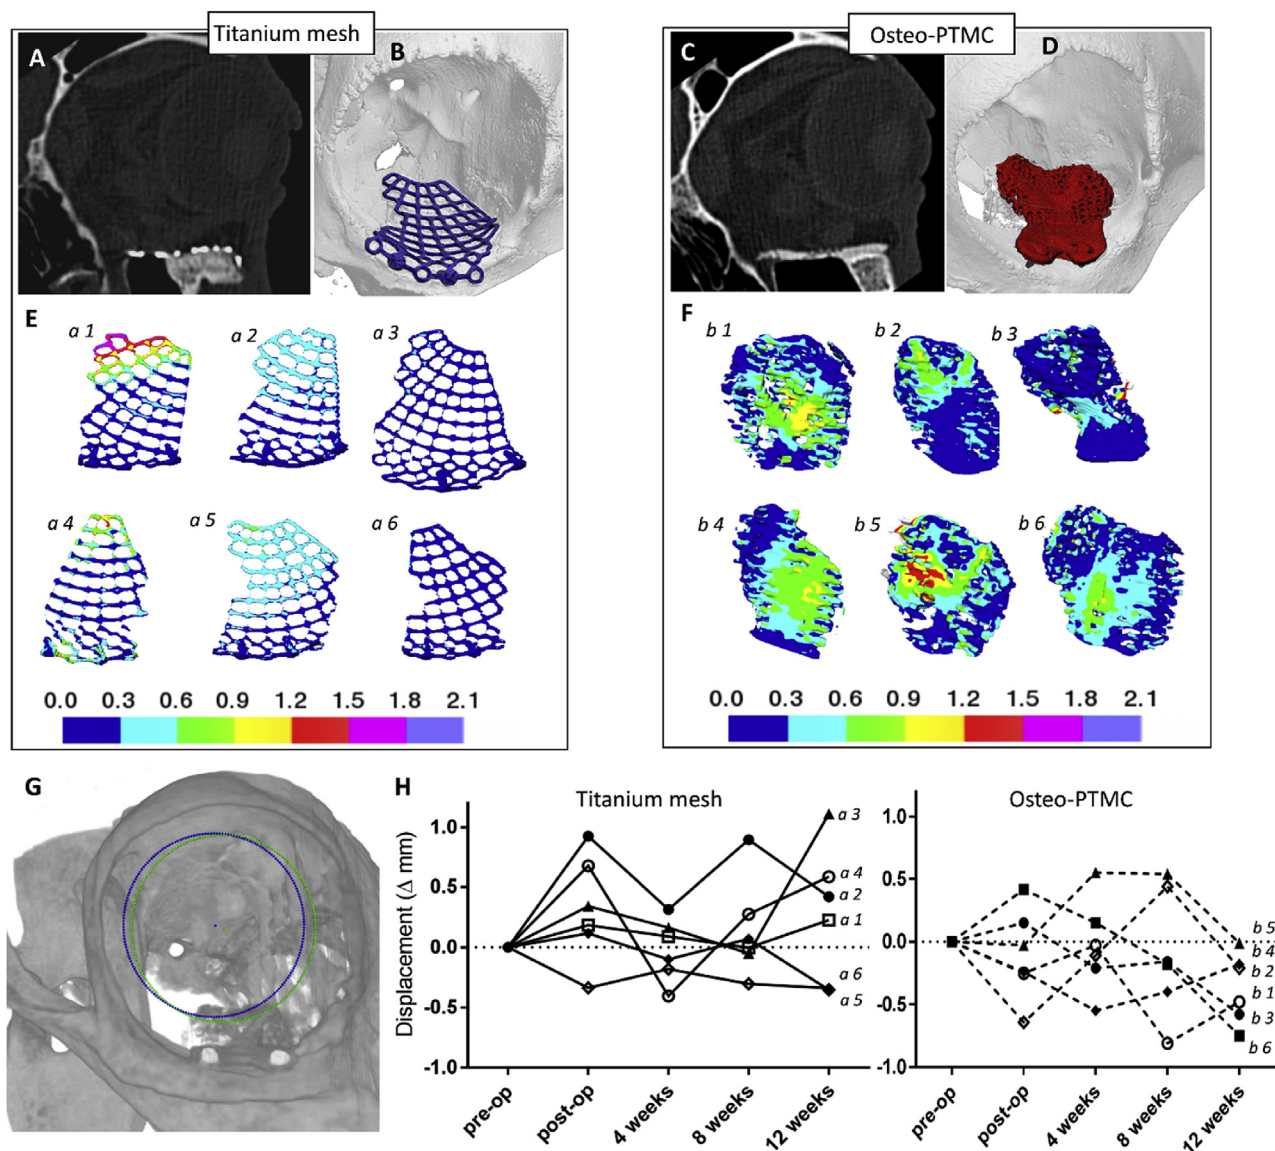 Titanium mesh
Osteo-PTMC
A
B
C
D
E
a 1
a 2
a 3
a 4
a 5
a 6
0.0 0.3 0.6 0.9 1.2 1.5 1.8 2.1
F
b 1
b 2
b 3
b 4
b 5
b 6
0.0 0.3 0.6 0.9 1.2 1.5 1.8 2.1
G
H
Titanium mesh
Displacement (Δ mm)
1.0
0.5
0.0
-0.5
-1.0
a 3
a 4
a 2
a 1
a 6
a 5
pre-op
post-op
4 weeks
8 weeks
12 weeks
Osteo-PTMC
1.0
0.5
0.0
-0.5
-1.0
b 5
b 4
b 2
b 1
b 3
b 6
pre-op
post-op
4 weeks
8 weeks
12 weeks